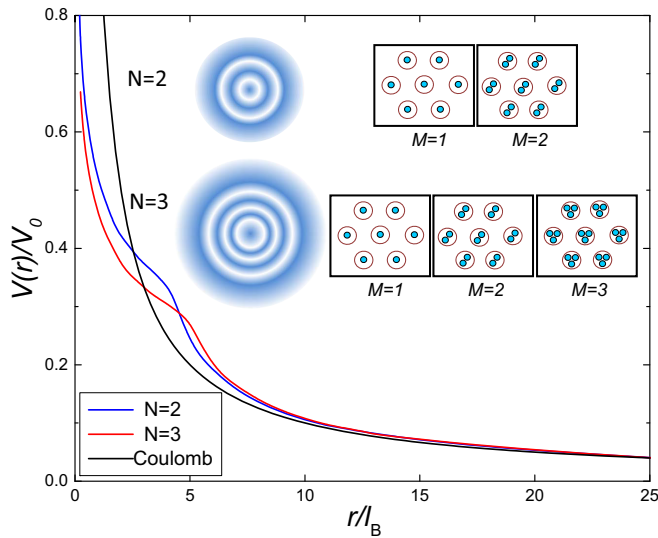 V(r)/V0
0.8
0.6
0.4
0.2
0.0
N=2
N=3
M=1
M=2
M=1
M=2
M=3
N=2
N=3
Coulomb
0
5
10
15
20
25
r/lB